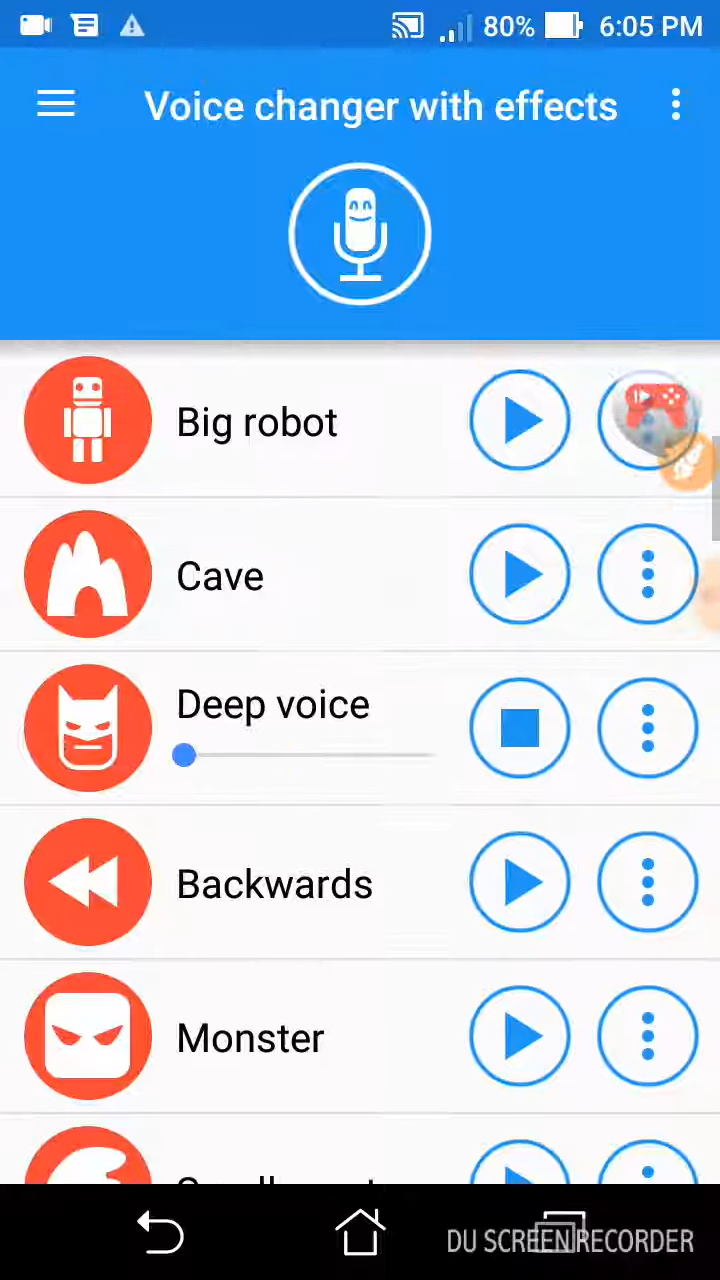 80% 6:05 PM
Voice changer with effects
Big robot
Cave
Deep voice
Backwards
Monster
DU SCREEN RECORDER